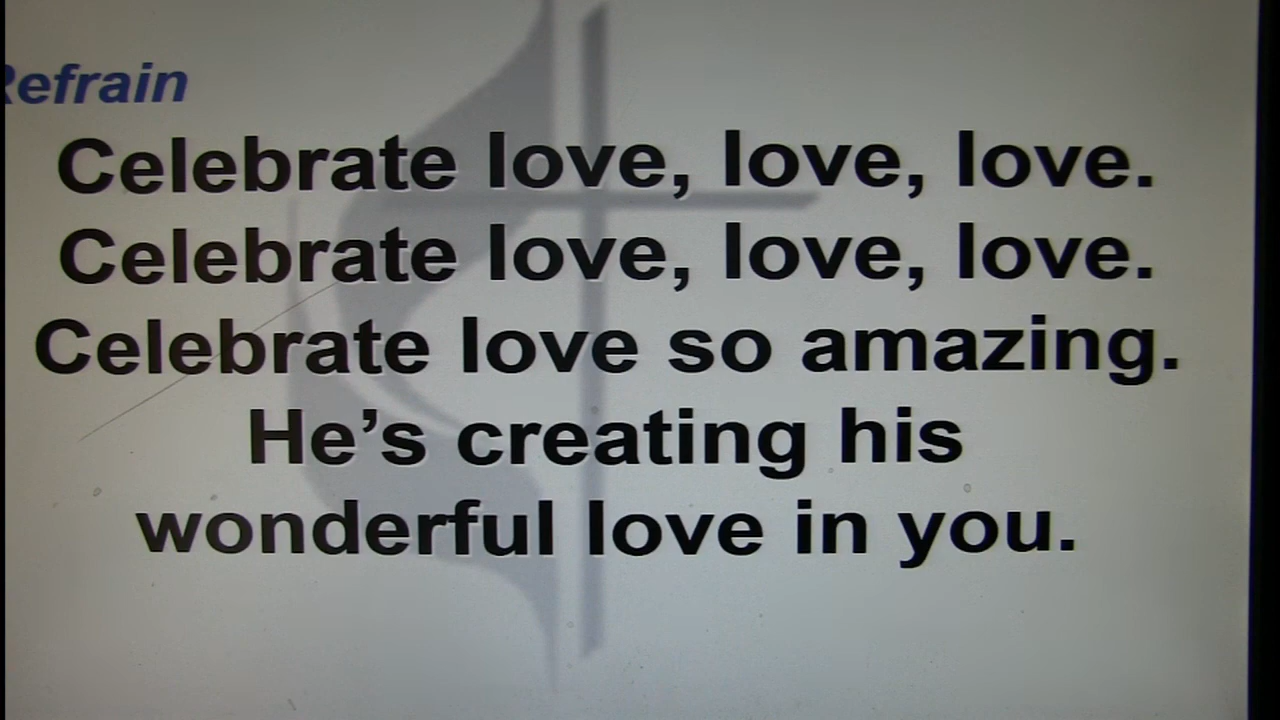 Refrain
Celebrate love, love, love.
Celebrate love, love, love.
Celebrate love so amazing.
He’s creating his
wonderful love in you.